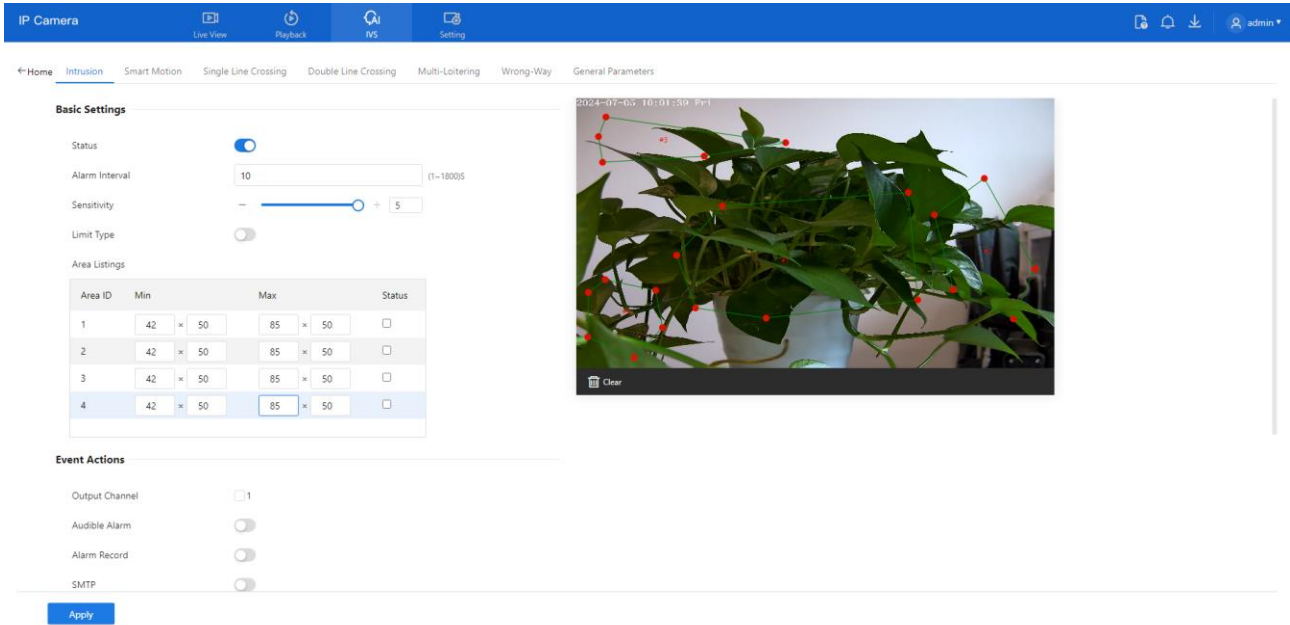 IP Camera
Live View
Playback
AI
IVS
Setting
admin
Home Intrusion Smart Motion Single Line Crossing Double Line Crossing Multi-Loitering Wrong-Way General Parameters
Basic Settings
2024-07-05 10:01:59 Fri
Status
Alarm Interval 10 (1~1800)S
#3
Sensitivity − + 5
Limit Type
Area Listings
Area ID Min Max Status
1 42 × 50 85 × 50
2 42 × 50 85 × 50
3 42 × 50 85 × 50
4 42 × 50 85 × 50
Clear
Event Actions
Output Channel 1
Audible Alarm
Alarm Record
SMTP
Apply